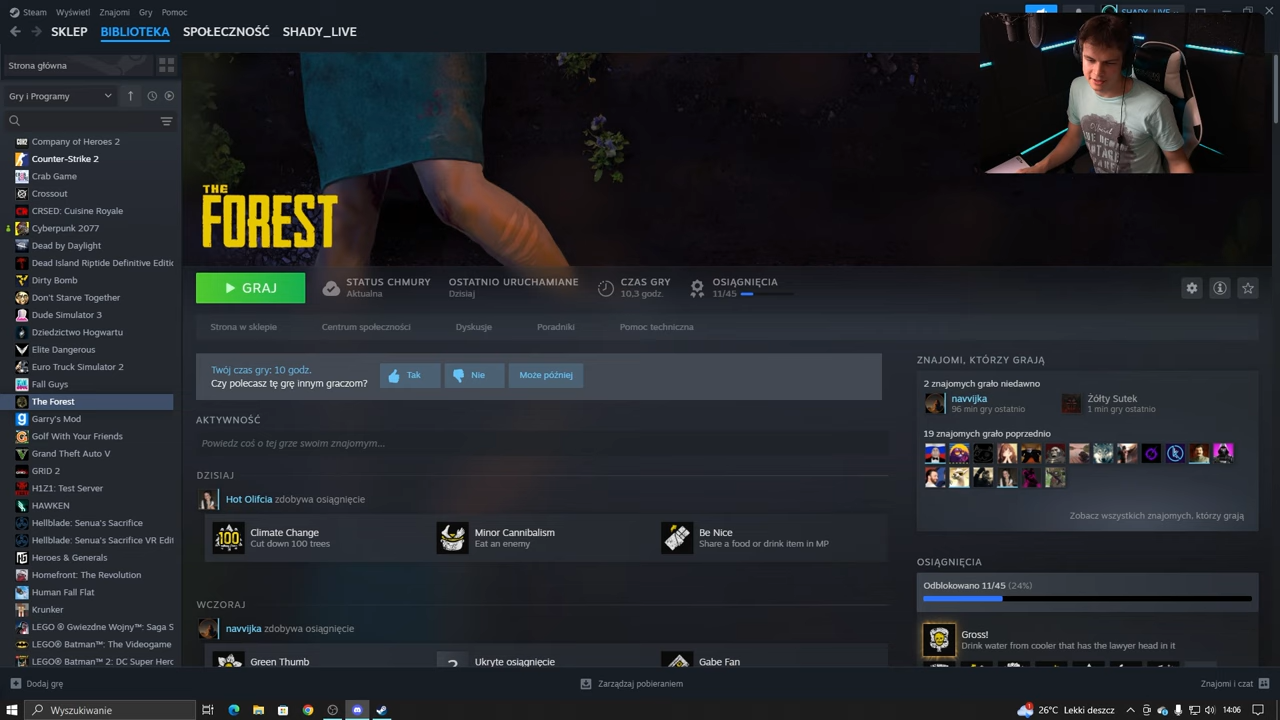 Steam Wyświetl Znajomi Gry Pomoc
SHADY_LIVE
SKLEP BIBLIOTEKA SPOŁECZNOŚĆ SHADY_LIVE
Strona główna
Gry i Programy
Company of Heroes 2
Counter-Strike 2
Crab Game
Crossout
CRSED: Cuisine Royale
Cyberpunk 2077
Dead by Daylight
Dead Island Riptide Definitive Editic
Dirty Bomb
Don't Starve Together
Dude Simulator 3
Dziedzictwo Hogwartu
Elite Dangerous
Euro Truck Simulator 2
Fall Guys
The Forest
Garry's Mod
Golf With Your Friends
Grand Theft Auto V
GRID 2
H1Z1: Test Server
HAWKEN
Hellblade: Senua's Sacrifice
Hellblade: Senua's Sacrifice VR Edit
Heroes & Generals
Homefront: The Revolution
Human Fall Flat
Krunker
LEGO ® Gwiezdne Wojny™: Saga S
LEGO® Batman™: The Videogame
LEGO® Batman™ 2: DC Super Herc
THE
FOREST
GRAJ
STATUS CHMURY
Aktualna
OSTATNIO URUCHAMIANE
Dzisiaj
CZAS GRY
10,3 godz.
OSIĄGNIĘCIA
11/45
Strona w sklepie Centrum społeczności Dyskusje Poradniki Pomoc techniczna
Twój czas gry: 10 godz.
Czy polecasz tę grę innym graczom?
Tak Nie Może później
AKTYWNOŚĆ
Powiedz coś o tej grze swoim znajomym...
DZISIAJ
Hot Olifcia zdobywa osiągnięcie
100
Climate Change
Cut down 100 trees
Minor Cannibalism
Eat an enemy
Be Nice
Share a food or drink item in MP
WCZORAJ
navvijka zdobywa osiągnięcie
Green Thumb
?
Ukryte osiągnięcie
Gabe Fan
ZNAJOMI, KTÓRZY GRAJĄ
2 znajomych grało niedawno
navvijka
96 min gry ostatnio
Żółty Sutek
1 min gry ostatnio
19 znajomych grało poprzednio
Zobacz wszystkich znajomych, którzy grają
OSIĄGNIĘCIA
Odblokowano 11/45 (24%)
Gross!
Drink water from cooler that has the lawyer head in it
Dodaj grę
Zarządzaj pobieraniem
Znajomi i czat
Wyszukiwanie
26°C Lekki deszcz
14:06